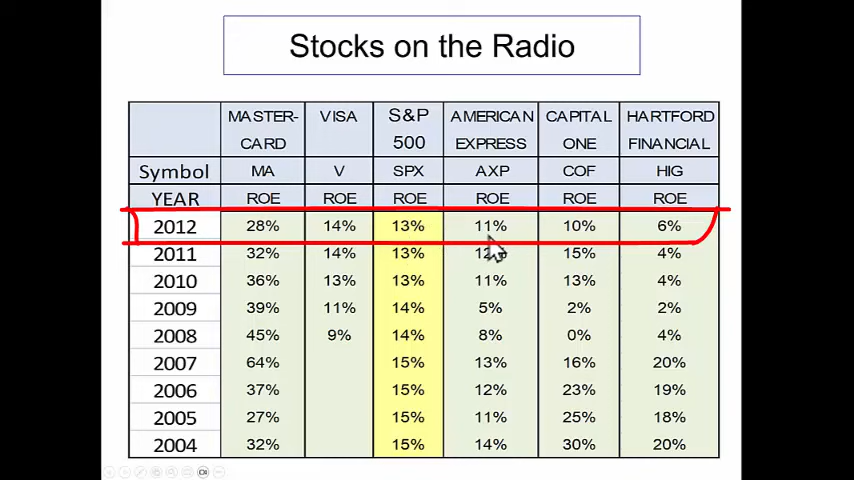 Stocks on the Radio
MASTER- VISA S&P AMERICAN CAPITAL HARTFORD
CARD 500 EXPRESS ONE FINANCIAL
Symbol MA V SPX AXP COF HIG
YEAR ROE ROE ROE ROE ROE ROE
2012 28% 14% 13% 11% 10% 6%
2011 32% 14% 13% 15% 4%
2010 36% 13% 13% 11% 13% 4%
2009 39% 11% 14% 5% 2% 2%
2008 45% 9% 14% 8% 0% 4%
2007 64% 15% 13% 16% 20%
2006 37% 15% 12% 23% 19%
2005 27% 15% 11% 25% 18%
2004 32% 15% 14% 30% 20%